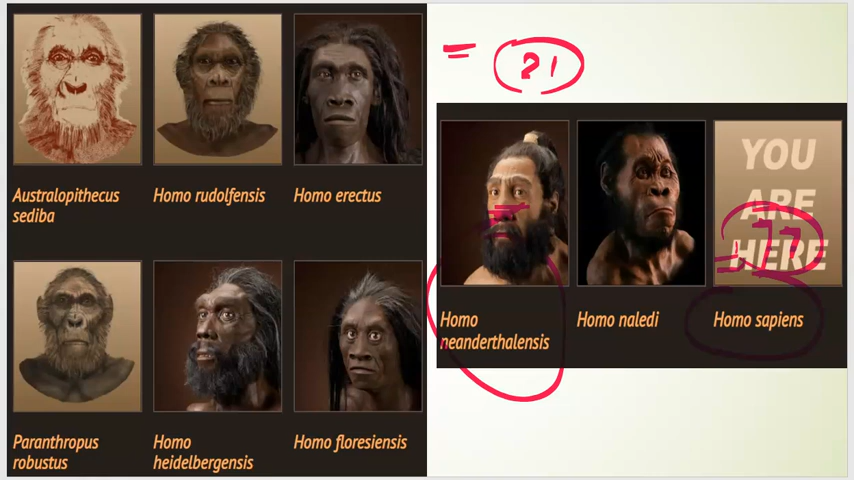 = 21
Australopithecus
sediba
Homo rudolfensis
Homo erectus
Paranthropus
robustus
Homo
heidelbergensis
Homo floresiensis
Homo
neanderthalensis
Homo naledi
YOU
ARE
HERE
Homo sapiens